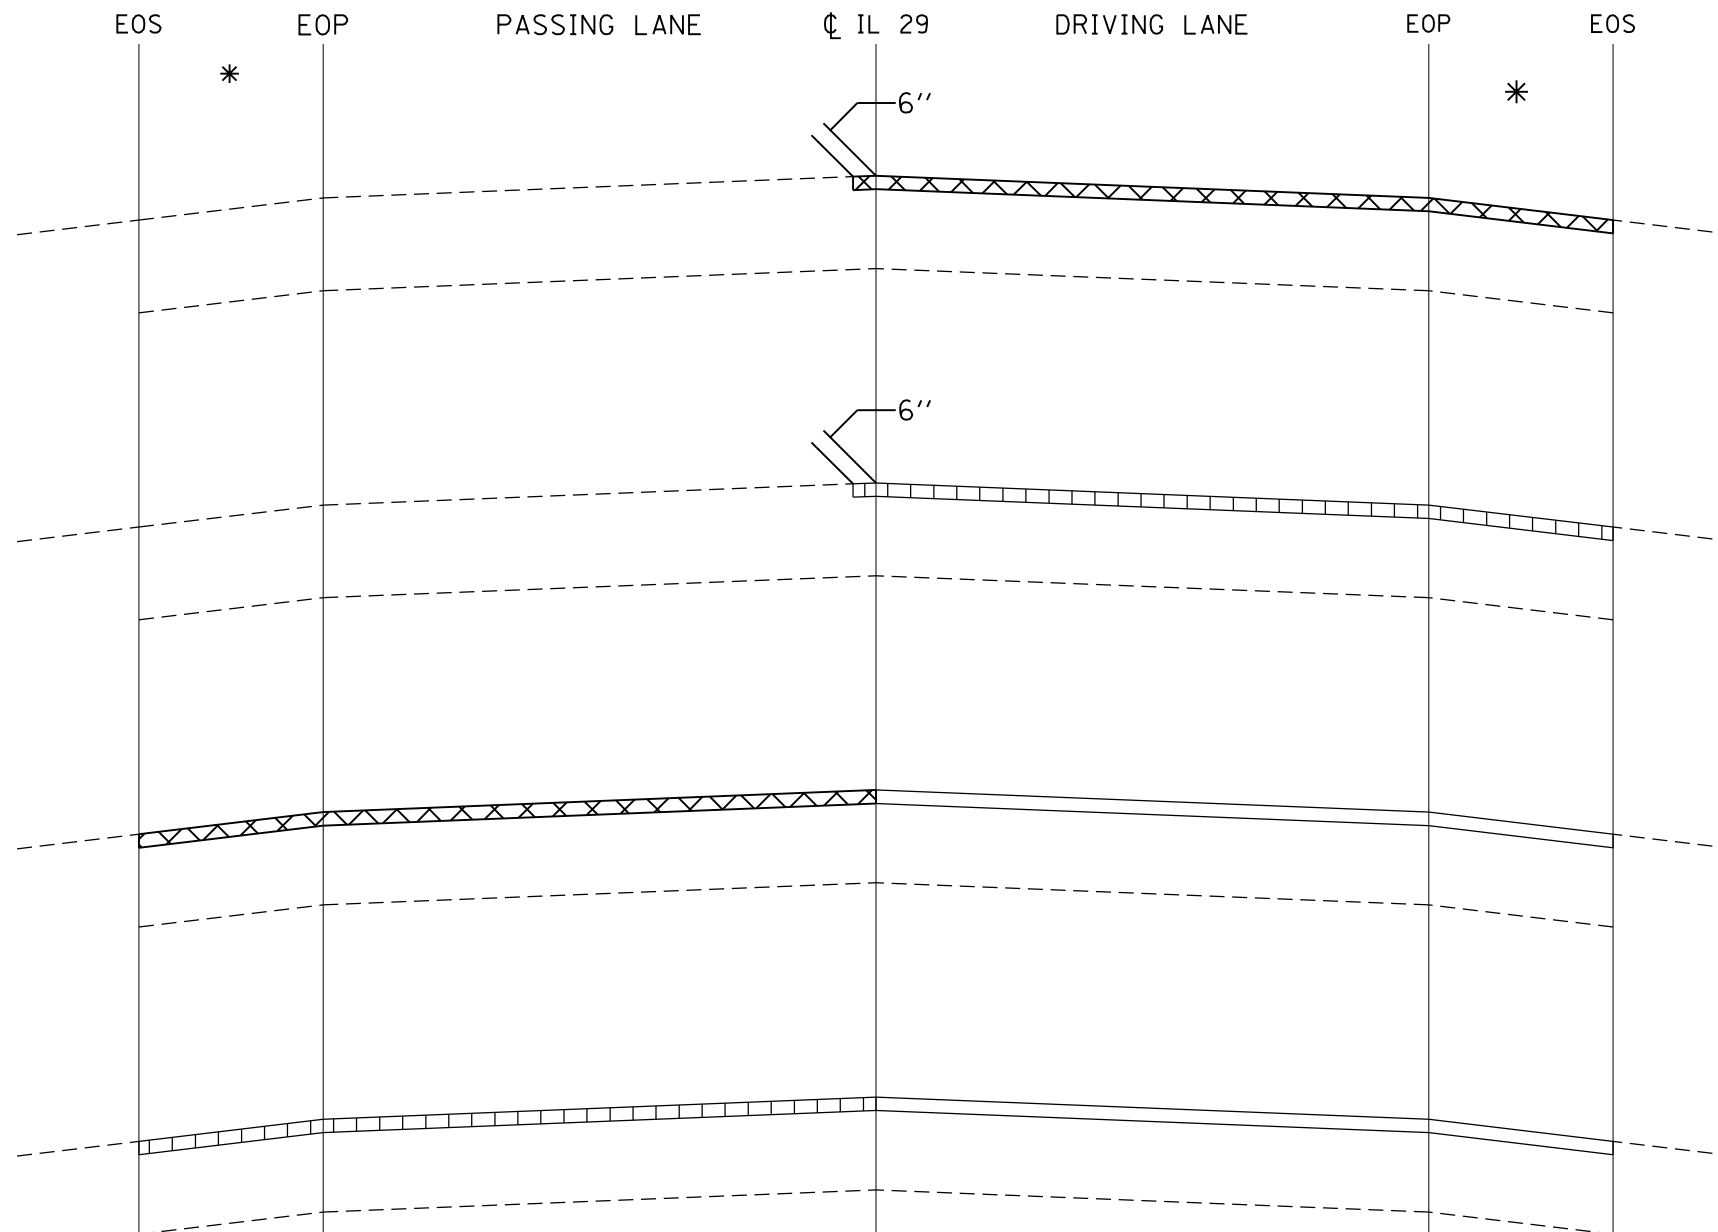 EOS EOP PASSING LANE ℄ IL 29 DRIVING LANE EOP EOS
* *
6''
6''